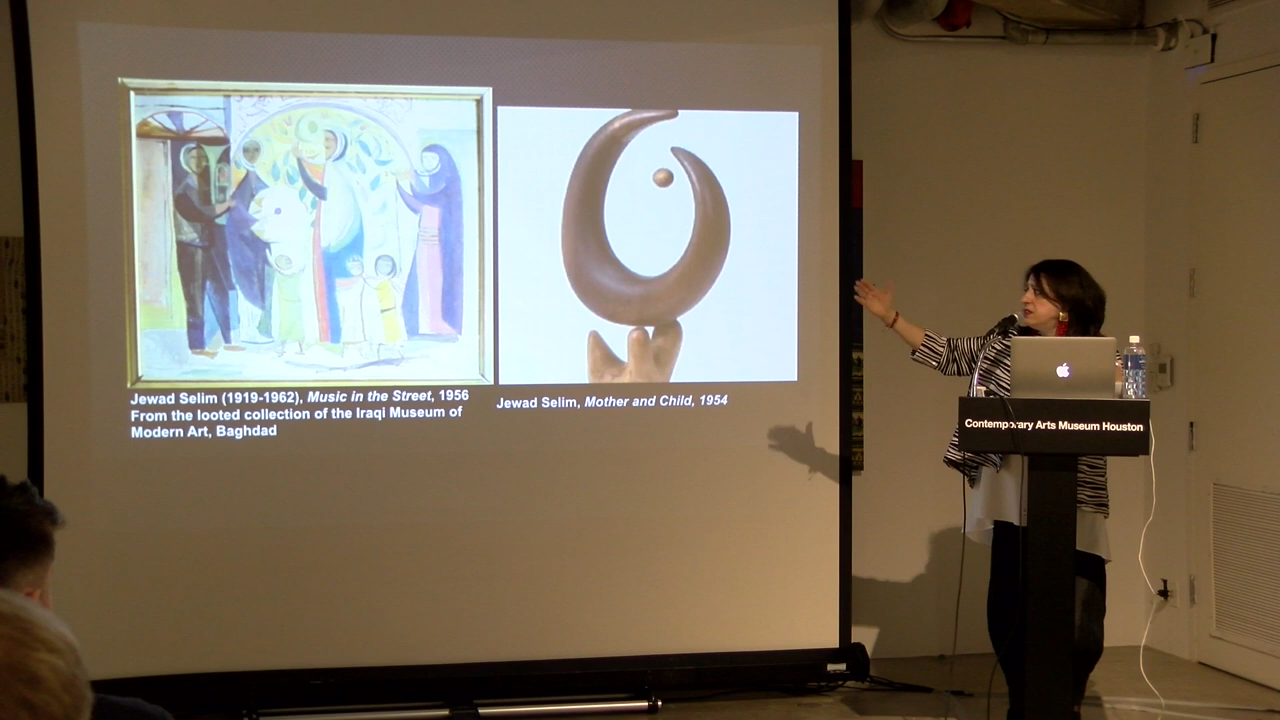 Jewad Selim (1919-1962), Music in the Street, 1956
From the looted collection of the Iraqi Museum of
Modern Art, Baghdad
Jewad Selim, Mother and Child, 1954
Contemporary Arts Museum Houston